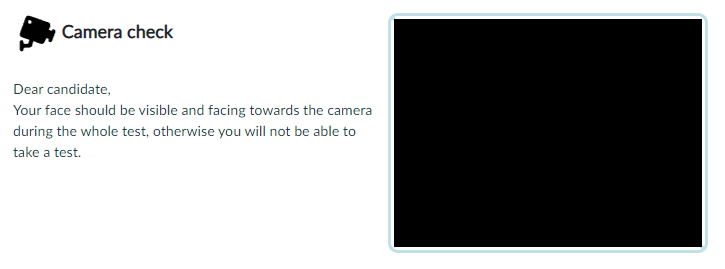 Camera check
Dear candidate,
Your face should be visible and facing towards the camera
during the whole test, otherwise you will not be able to
take a test.